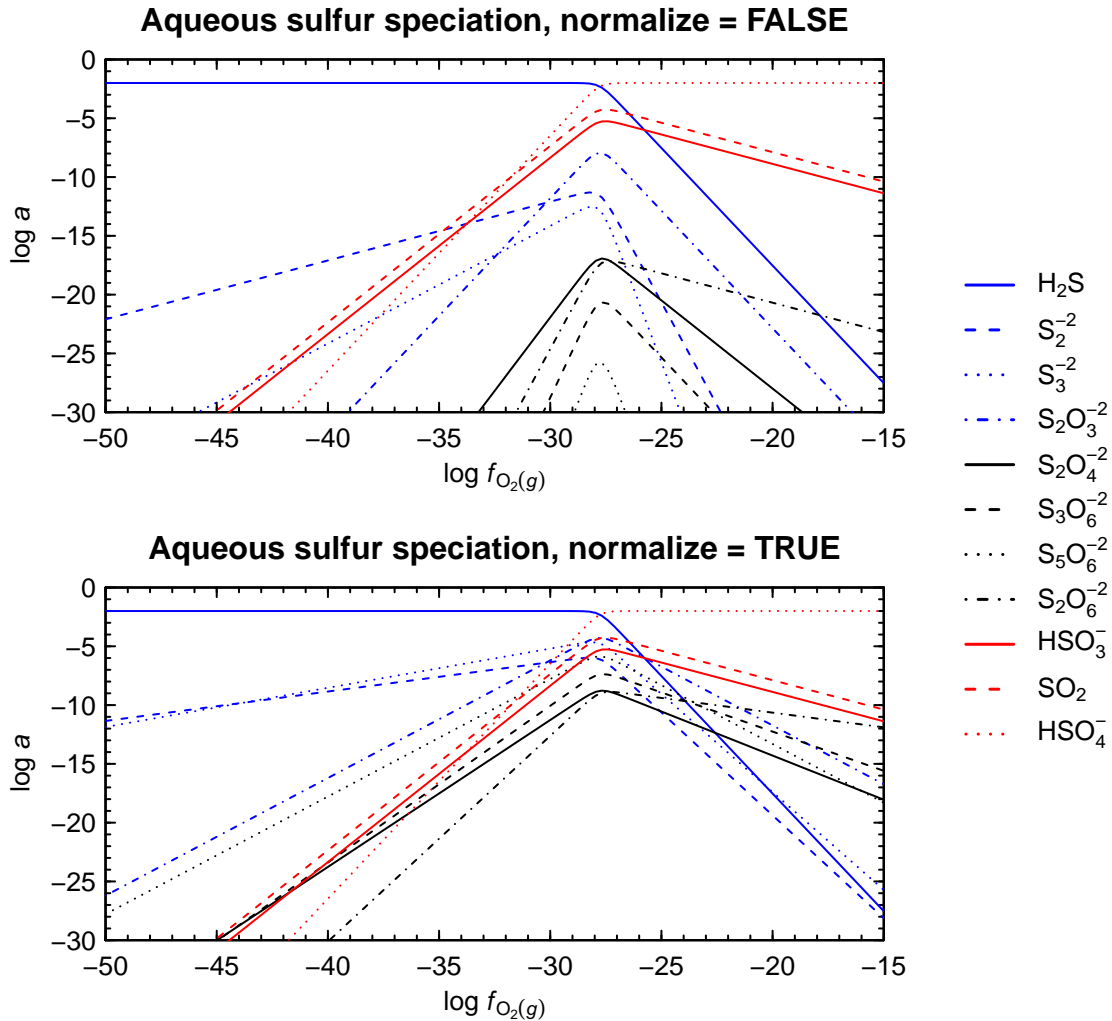 Aqueous sulfur speciation, normalize = FALSE
0
−5
−10
−15
−20
−25
−30
log a
−50 −45 −40 −35 −30 −25 −20 −15
log fO₂(g)
H₂S
S₂⁻²
S₃⁻²
S₂O₃⁻²
S₂O₄⁻²
S₃O₆⁻²
S₅O₆⁻²
S₂O₆⁻²
HSO₃⁻
SO₂
HSO₄⁻
Aqueous sulfur speciation, normalize = TRUE
0
−5
−10
−15
−20
−25
−30
log a
−50 −45 −40 −35 −30 −25 −20 −15
log fO₂(g)